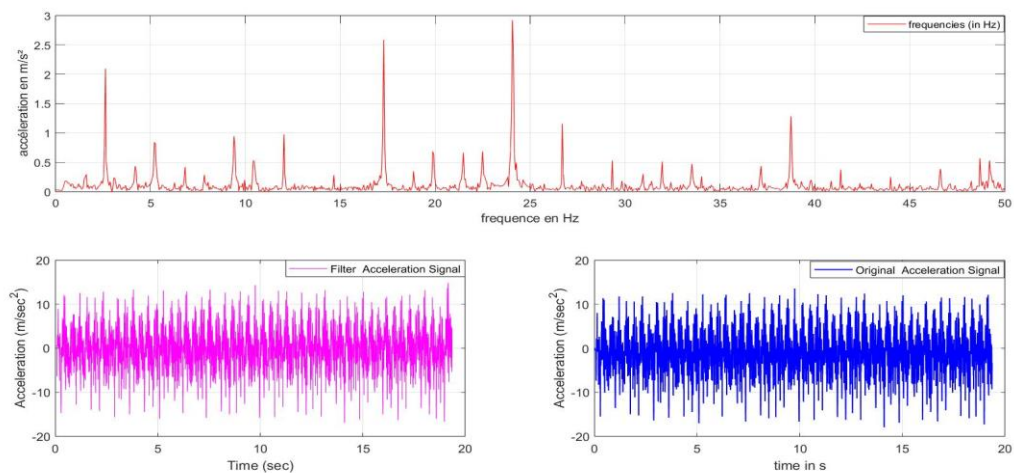 3
2.5
2
1.5
1
0.5
0
accéleration en m/s²
frequencies (in Hz)
0 5 10 15 20 25 30 35 40 45 50
frequence en Hz
20
10
0
-10
-20
Acceleration (m/sec²)
Filter Acceleration Signal
0 5 10 15 20
Time (sec)
20
10
0
-10
-20
Acceleration (m/sec²)
Original Acceleration Signal
0 5 10 15 20
time in s